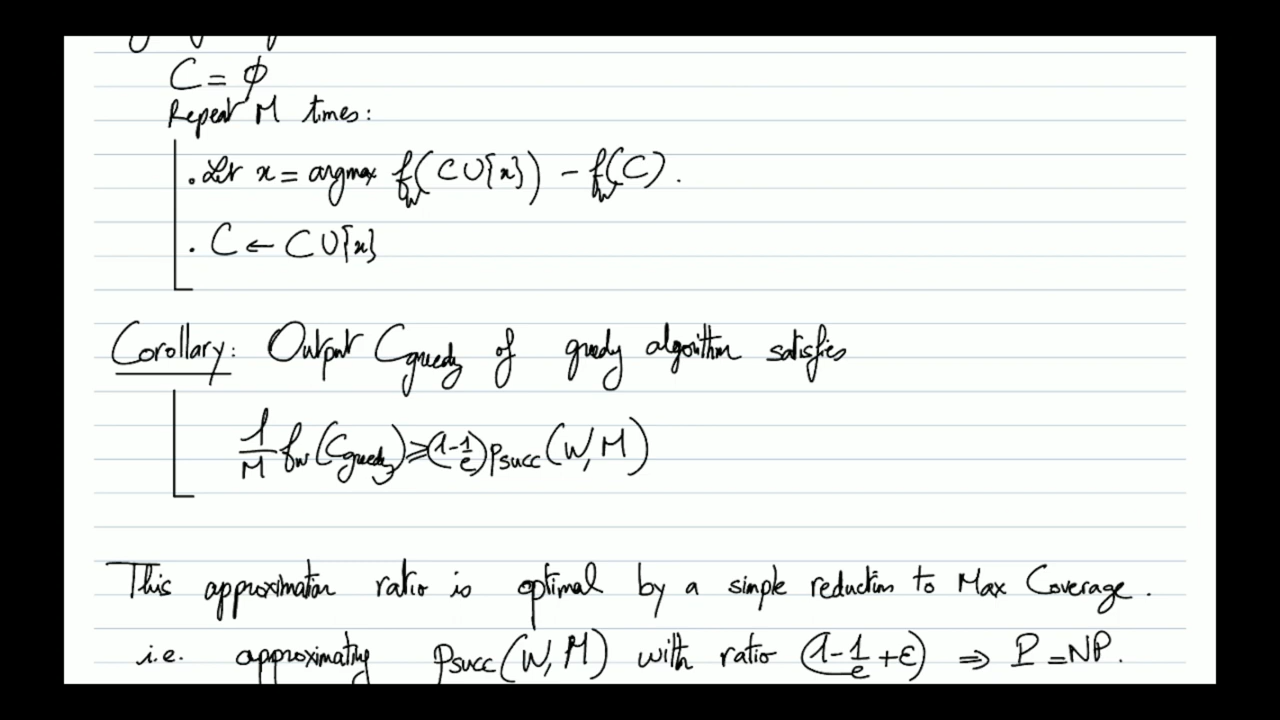 C = ϕ
Repeat M times:
. Let x = argmax f_W(C∪{x}) - f_W(C).
. C ← C∪{x}
Corollary: Output C_greedy of greedy algorithm satisfies
1/M f_W(C_greedy) ≥ (1-1/e) P_succ(W, M)
This approximation ratio is optimal by a simple reduction to Max Coverage.
i.e. approximating P_succ(W, M) with ratio (1-1/e+ε) ⇒ P=NP.